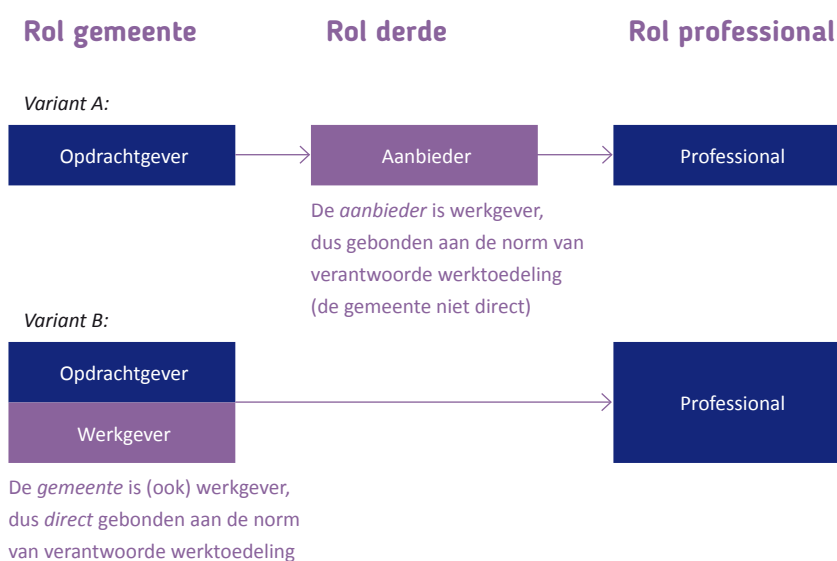 Rol gemeente
Rol derde
Rol professional
Variant A:
Opdrachtgever
Aanbieder
Professional
De aanbieder is werkgever,
dus gebonden aan de norm van
verantwoorde werktoedeling
(de gemeente niet direct)
Variant B:
Opdrachtgever
Werkgever
Professional
De gemeente is (ook) werkgever,
dus direct gebonden aan de norm
van verantwoorde werktoedeling